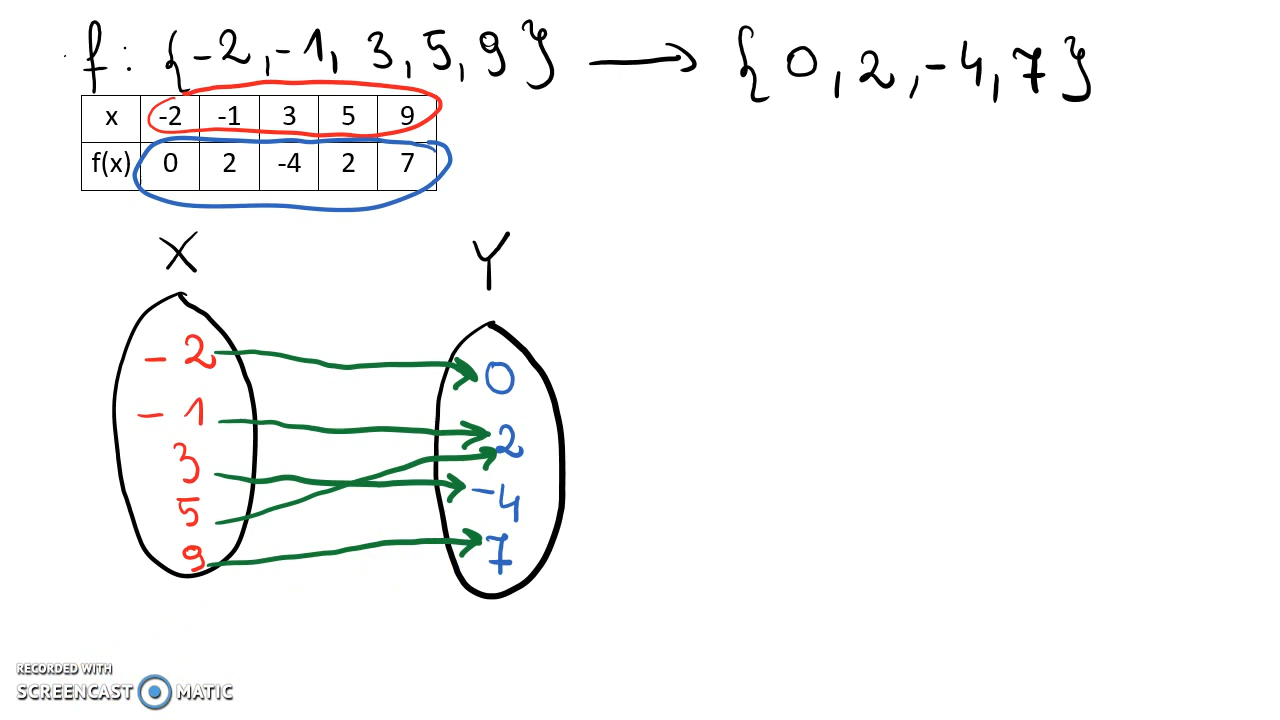 f: {-2, -1, 3, 5, 9} ⟶ {0, 2, -4, 7}
x -2 -1 3 5 9
f(x) 0 2 -4 2 7
X Y
- 2 0
- 1 2
3 -4
5 7
9
RECORDED WITH
SCREENCAST MATIC